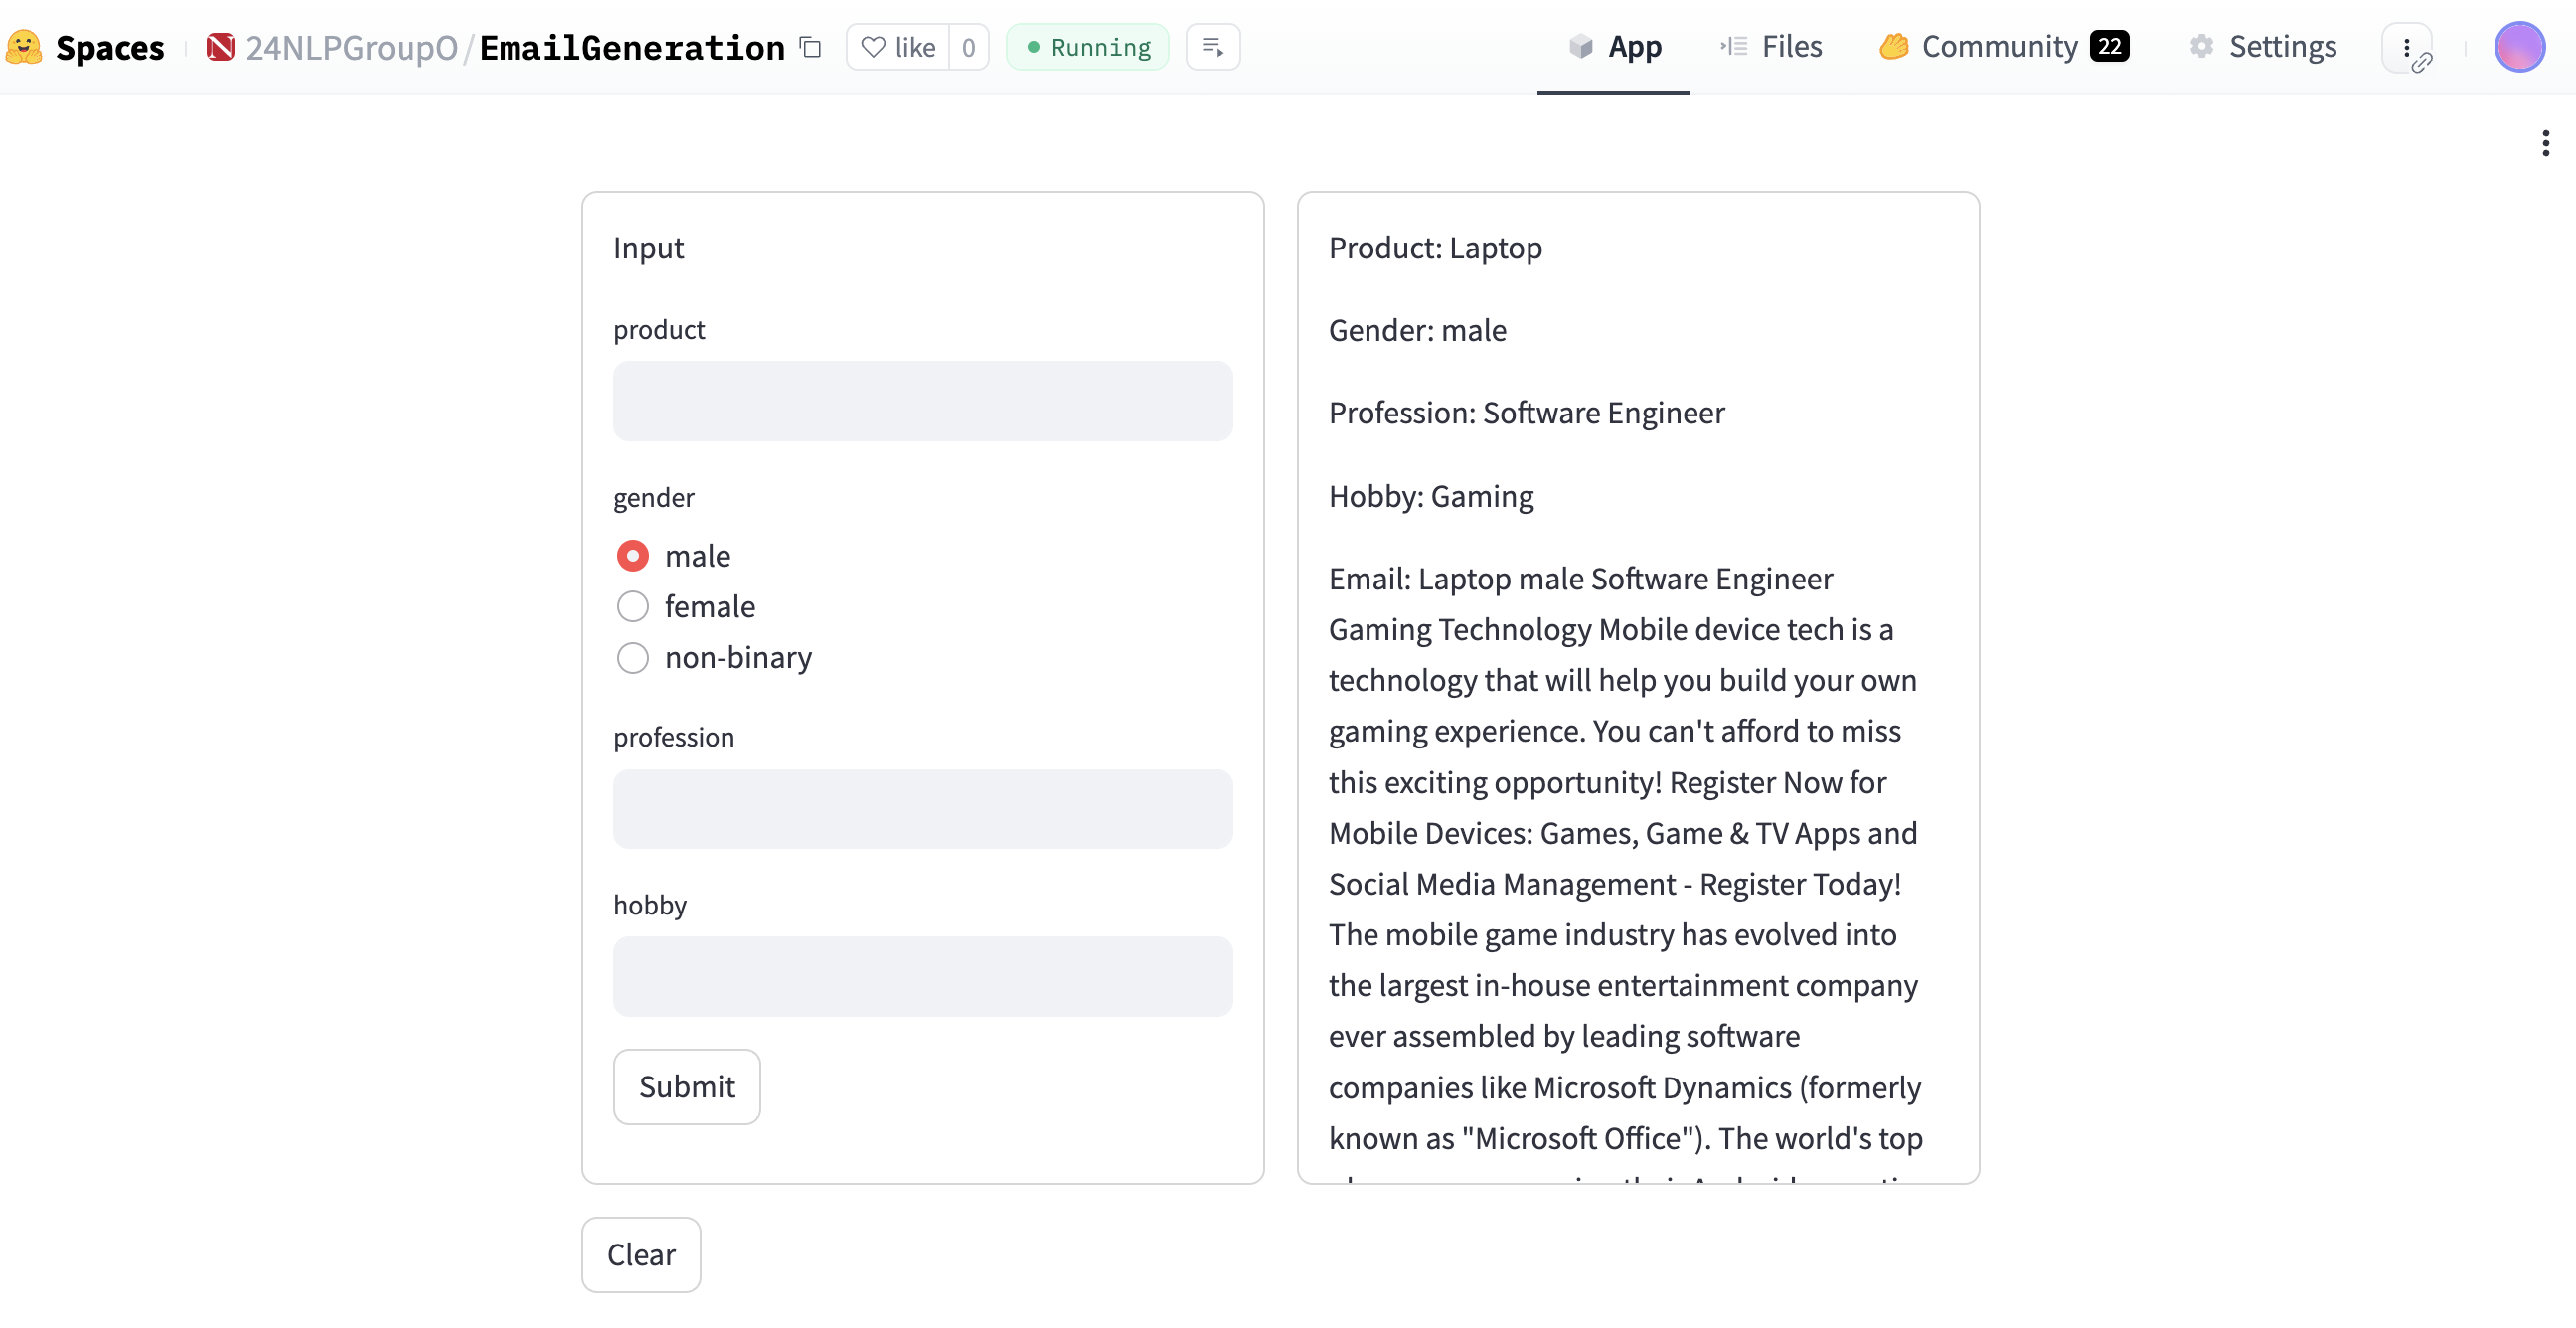 Spaces 24NLPGroupO/EmailGeneration like 0 Running App Files Community 22 Settings
Input
product
gender
male
female
non-binary
profession
hobby
Submit
Clear
Product: Laptop
Gender: male
Profession: Software Engineer
Hobby: Gaming
Email: Laptop male Software Engineer
Gaming Technology Mobile device tech is a
technology that will help you build your own
gaming experience. You can't afford to miss
this exciting opportunity! Register Now for
Mobile Devices: Games, Game & TV Apps and
Social Media Management - Register Today!
The mobile game industry has evolved into
the largest in-house entertainment company
ever assembled by leading software
companies like Microsoft Dynamics (formerly
known as "Microsoft Office"). The world's top